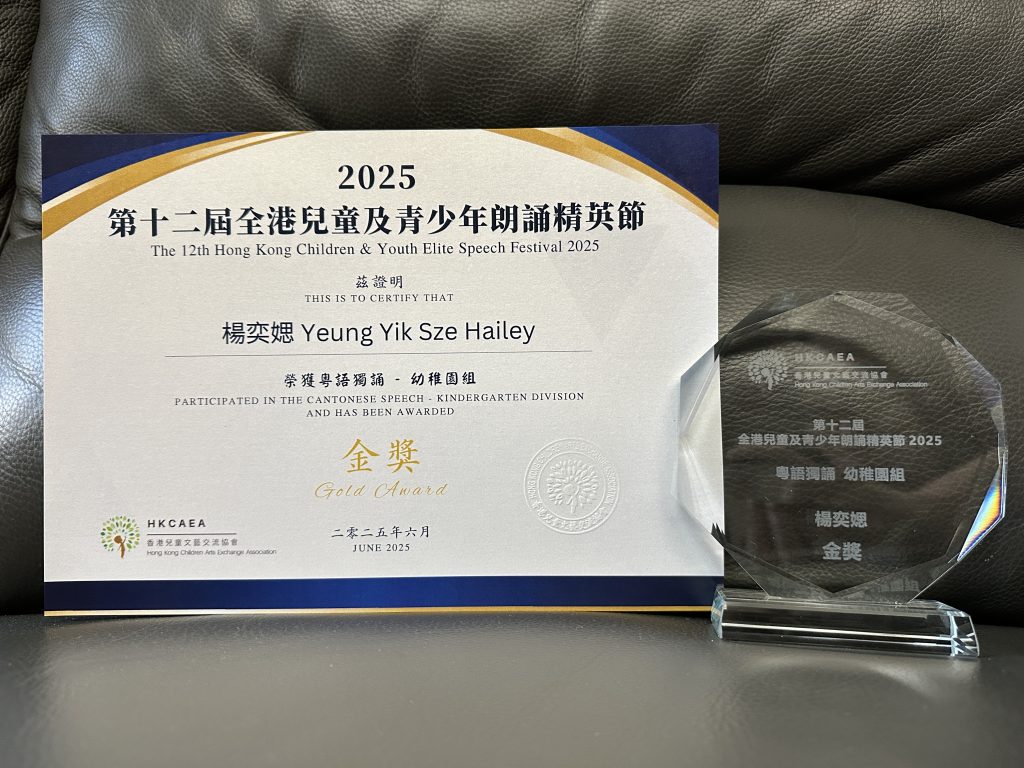 2025
第十二屆全港兒童及青少年朗誦精英節
The 12th Hong Kong Children & Youth Elite Speech Festival 2025
茲證明
THIS IS TO CERTIFY THAT
楊奕媤 Yeung Yik Sze Hailey
榮獲粵語獨誦 - 幼稚園組
PARTICIPATED IN THE CANTONESE SPEECH - KINDERGARTEN DIVISION
AND HAS BEEN AWARDED
金獎
Gold Award
二零二五年六月
JUNE 2025
HKCAEA
香港兒童文藝交流協會
Hong Kong Children Arts Exchange Association
HKCAEA
香港兒童文藝交流協會
Hong Kong Children Arts Exchange Association
第十二屆
全港兒童及青少年朗誦精英節 2025
粵語獨誦 幼稚園組
楊奕媤
金獎